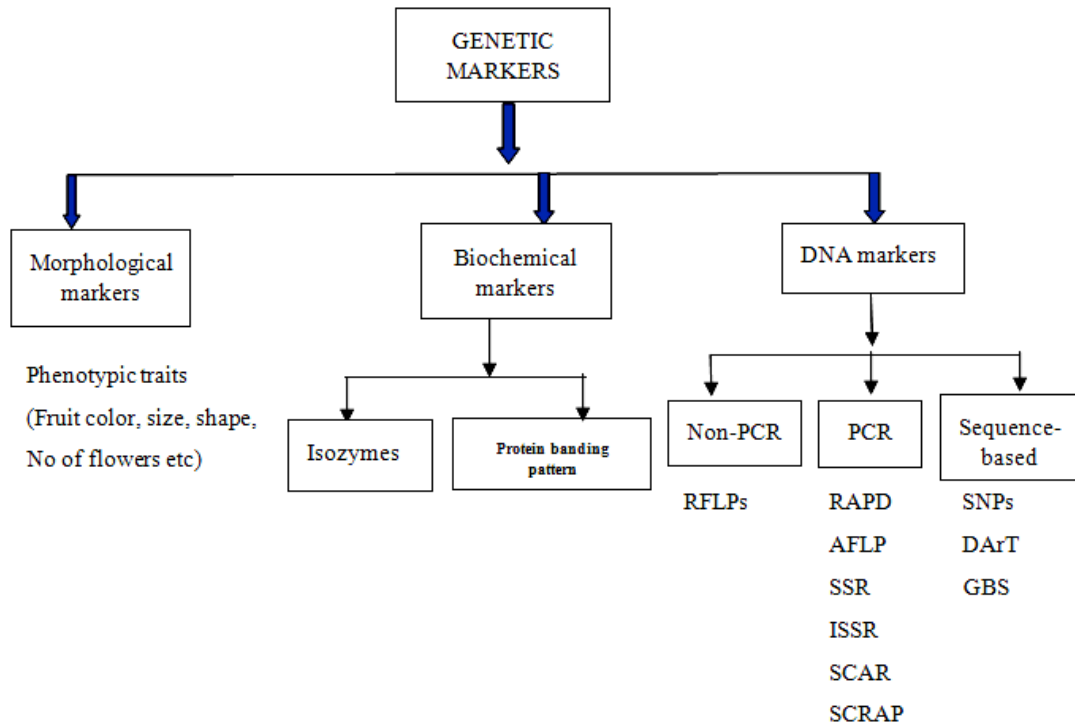 GENETIC
MARKERS
Morphological
markers
Phenotypic traits
(Fruit color, size, shape,
No of flowers etc)
Biochemical
markers
Isozymes
Protein banding
pattern
DNA markers
Non-PCR
RFLPs
PCR
RAPD
AFLP
SSR
ISSR
SCAR
SCRAP
Sequence-
based
SNPs
DArT
GBS